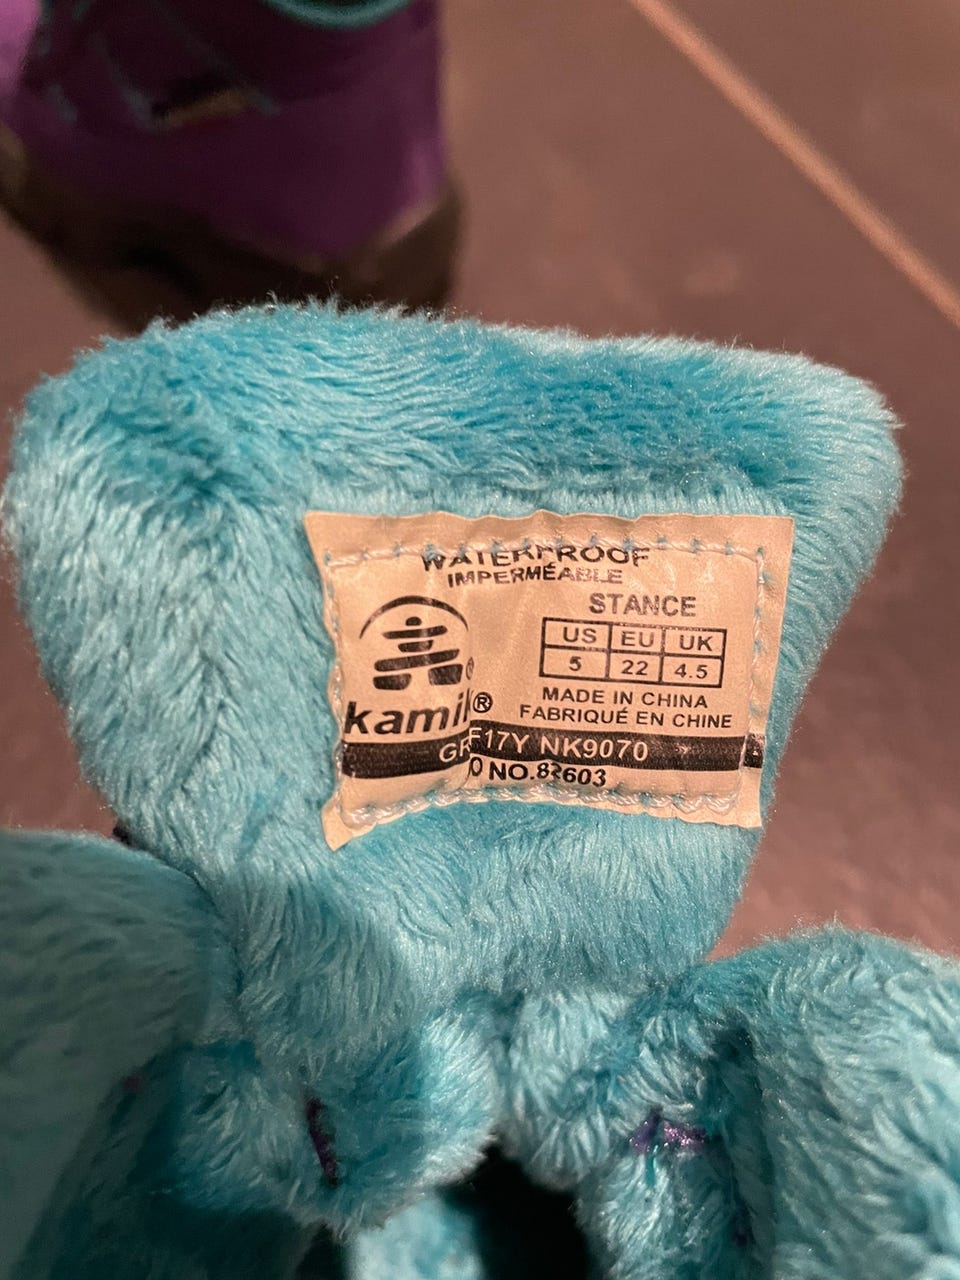 WATERPROOF
IMPERMÉABLE
STANCE
US EU UK
5 22 4.5
kamik®
MADE IN CHINA
FABRIQUÉ EN CHINE
F17Y NK9070
NO.